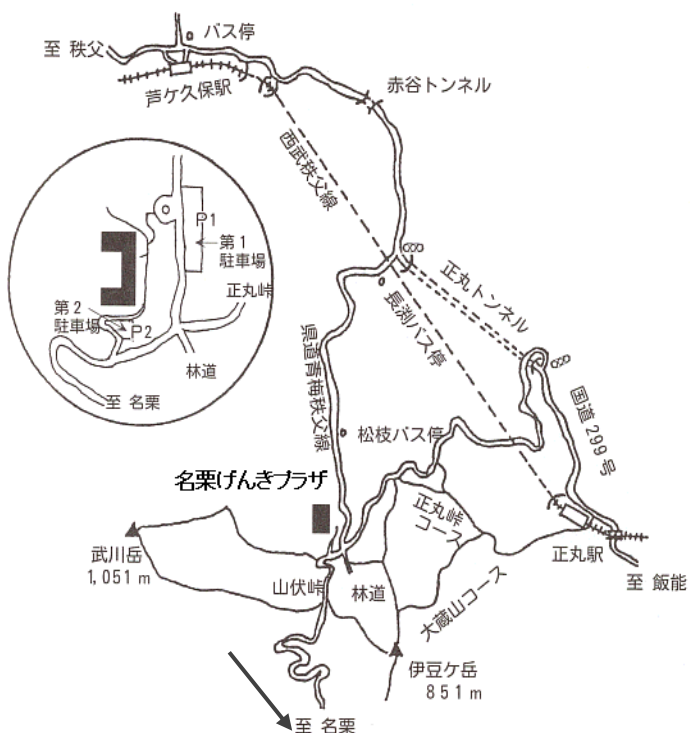 バス停
至 秩父
芦ケ久保駅
赤谷トンネル
西武秩父線
P1
第1
駐車場
正丸峠
第2
駐車場
P2
林道
至 名栗
正丸トンネル
長渕バス停
県道青梅秩父線
国道299号
松枝バス停
名栗げんきプラザ
正丸峠
コース
武川岳
1,051m
山伏峠
林道
大蔵山コース
正丸駅
至 飯能
伊豆ケ岳
851m
至 名栗